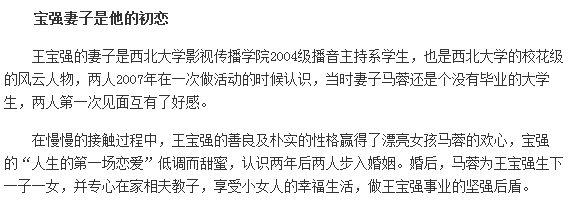 宝强妻子是他的初恋
王宝强的妻子是西北大学影视传播学院2004级播音主持系学生，也是西北大学的校花级
的风云人物，两人2007年在一次做活动的时候认识，当时妻子马蓉还是个没有毕业的大学
生，两人第一次见面互有了好感。
在慢慢的接触过程中，王宝强的善良及朴实的性格赢得了漂亮女孩马蓉的欢心，宝强
的“人生的第一场恋爱”低调而甜蜜，认识两年后两人步入婚姻。婚后，马蓉为王宝强生下
一子一女，并专心在家相夫教子，享受小女人的幸福生活，做王宝强事业的坚强后盾。